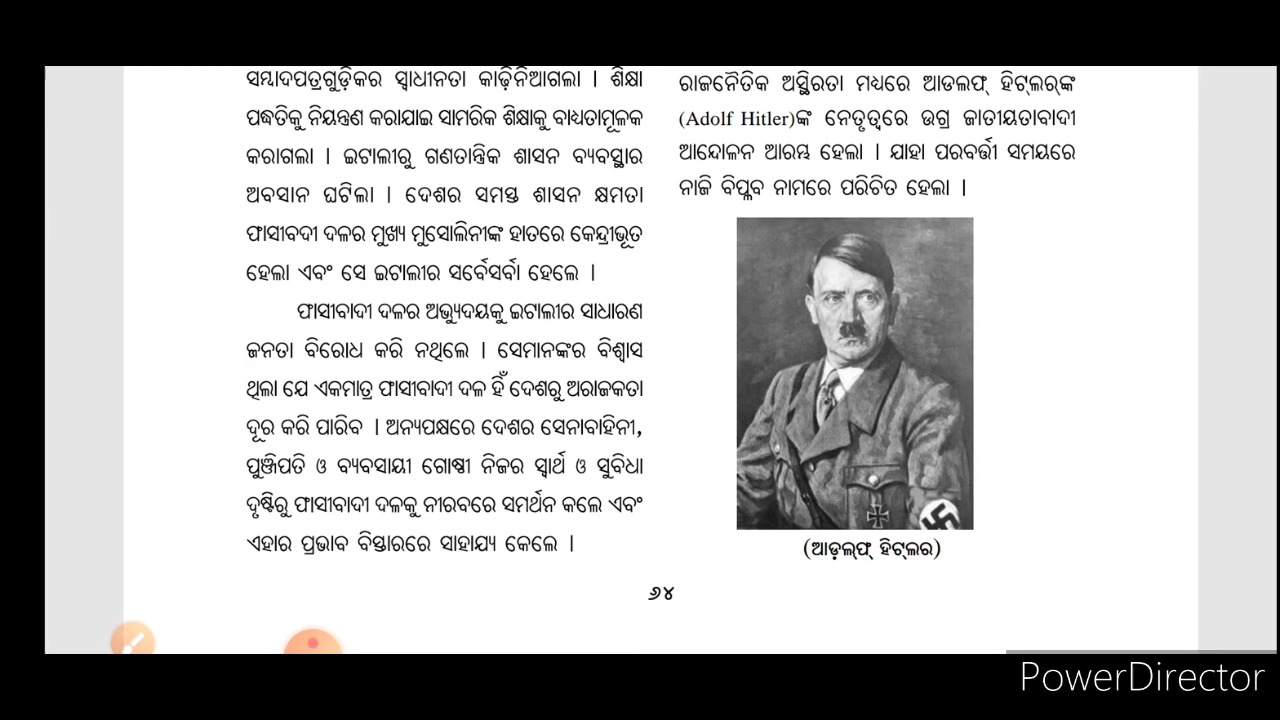 ସମ୍ବାଦପତ୍ରଗୁଡ଼ିକର ସ୍ୱାଧୀନତା କାଢ଼ିନିଆଗଲା । ଶିକ୍ଷା
ପଦ୍ଧତିକୁ ନିୟନ୍ତ୍ରଣ କରାଯାଇ ସାମରିକ ଶିକ୍ଷାକୁ ବାଧ୍ୟତାମୂଳକ
କରାଗଲା । ଇଟାଲୀରୁ ଗଣତାନ୍ତ୍ରିକ ଶାସନ ବ୍ୟବସ୍ଥାର
ଅବସାନ ଘଟିଲା । ଦେଶର ସମସ୍ତ ଶାସନ କ୍ଷମତା
ଫାସୀବଦୀ ଦଳର ମୁଖ୍ୟ ମୁସୋଲିନୀଙ୍କ ହାତରେ କେନ୍ଦ୍ରୀଭୂତ
ହେଲା ଏବଂ ସେ ଇଟାଲୀର ସର୍ବେସର୍ବା ହେଲେ ।
ଫାସୀବାଦୀ ଦଳର ଅଭ୍ୟୁଦୟକୁ ଇଟାଲୀର ସାଧାରଣ
ଜନତା ବିରୋଧ କରି ନଥିଲେ । ସେମାନଙ୍କର ବିଶ୍ୱାସ
ଥିଲା ଯେ ଏକମାତ୍ର ଫାସୀବାଦୀ ଦଳ ହିଁ ଦେଶରୁ ଅରାଜକତା
ଦୂର କରି ପାରିବ । ଅନ୍ୟପକ୍ଷରେ ଦେଶର ସେନାବାହିନୀ,
ପୁଞ୍ଜିପତି ଓ ବ୍ୟବସାୟୀ ଗୋଷ୍ଠୀ ନିଜର ସ୍ୱାର୍ଥ ଓ ସୁବିଧା
ଦୃଷ୍ଟିରୁ ଫାସୀବାଦୀ ଦଳକୁ ନୀରବରେ ସମର୍ଥନ କଲେ ଏବଂ
ଏହାର ପ୍ରଭାବ ବିସ୍ତାରରେ ସାହାଯ୍ୟ କେଲେ ।
ରାଜନୈତିକ ଅସ୍ଥିରତା ମଧ୍ୟରେ ଆଡଲଫ୍ ହିଟ୍‌ଲର୍‌ଙ୍କ
(Adolf Hitler)ଙ୍କ ନେତୃତ୍ୱରେ ଉଗ୍ର ଜାତୀୟତାବାଦୀ
ଆନ୍ଦୋଳନ ଆରମ୍ଭ ହେଲା । ଯାହା ପରବର୍ତ୍ତୀ ସମୟରେ
ନାଜି ବିପ୍ଳବ ନାମରେ ପରିଚିତ ହେଲା ।
(ଆଡ଼ଲ୍‌ଫ୍ ହିଟ୍‌ଲର)
୬୪
PowerDirector